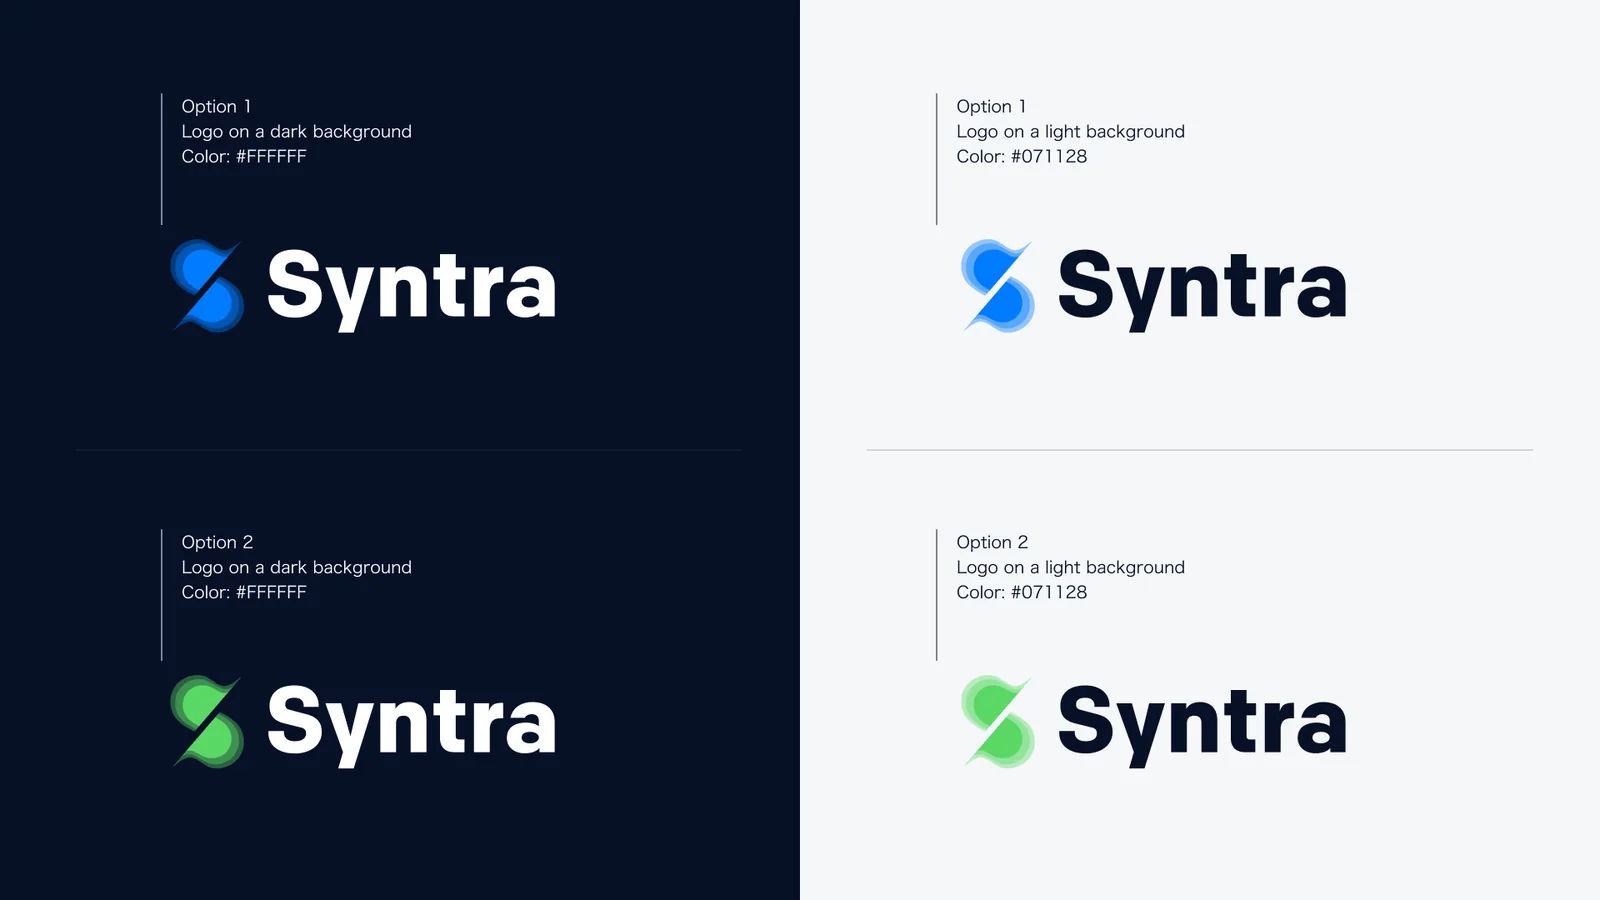 Option 1
Logo on a dark background
Color: #FFFFFF
Syntra
Option 1
Logo on a light background
Color: #071128
Syntra
Option 2
Logo on a dark background
Color: #FFFFFF
Syntra
Option 2
Logo on a light background
Color: #071128
Syntra